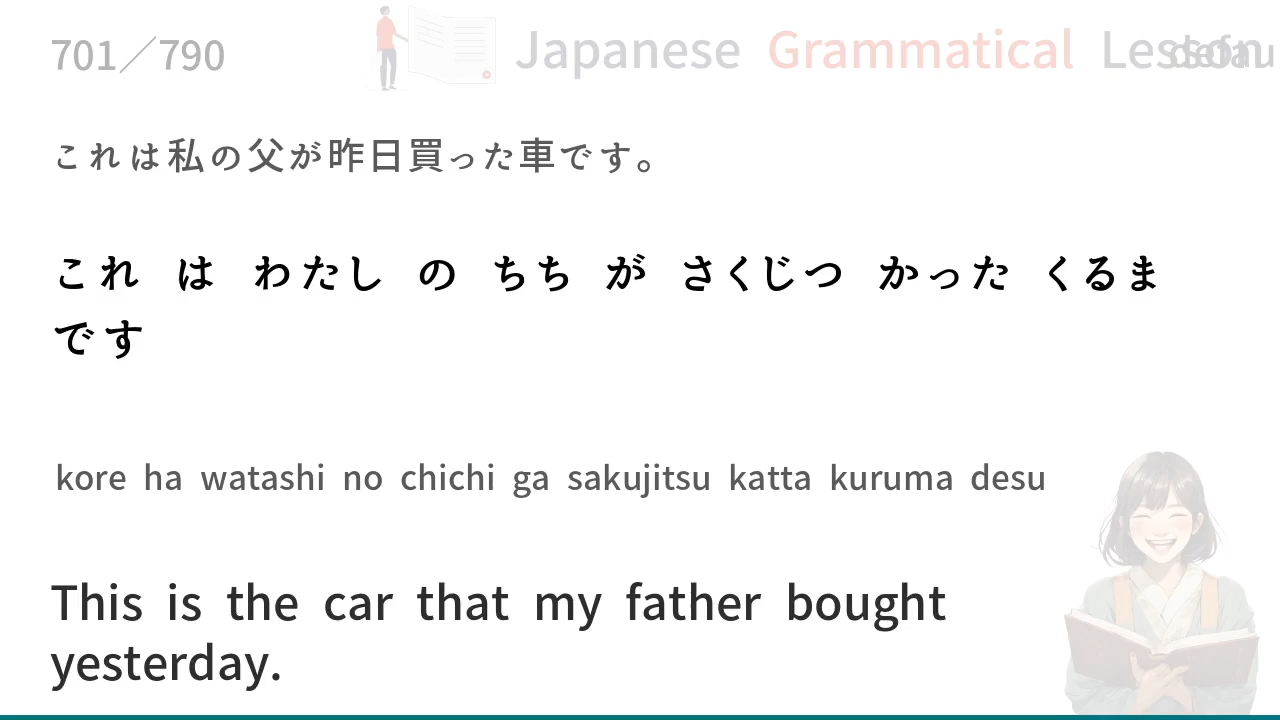 701／790
Japanese Grammatical Lesson
これは私の父が昨日買った車です。
これ は わたし の ちち が さくじつ かった くるま
です
kore ha watashi no chichi ga sakujitsu katta kuruma desu
This is the car that my father bought
yesterday.